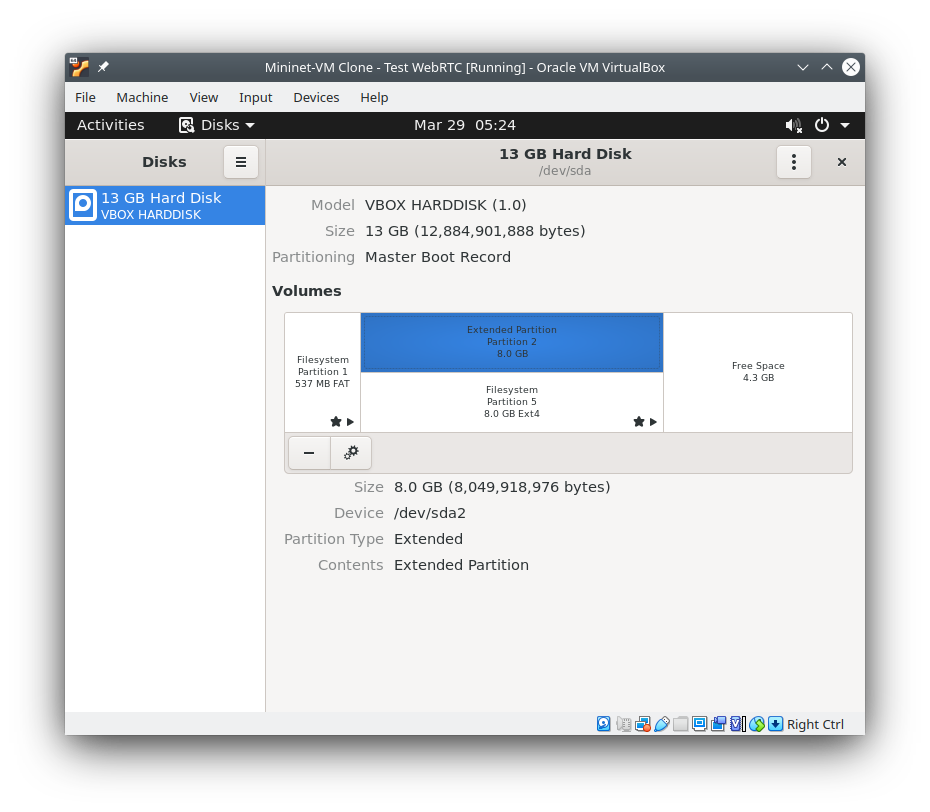 Mininet-VM Clone - Test WebRTC [Running] - Oracle VM VirtualBox
File Machine View Input Devices Help
Activities Disks Mar 29 05:24
Disks
13 GB Hard Disk
/dev/sda
13 GB Hard Disk
VBOX HARDDISK
Model VBOX HARDDISK (1.0)
Size 13 GB (12,884,901,888 bytes)
Partitioning Master Boot Record
Volumes
Filesystem
Partition 1
537 MB FAT
Extended Partition
Partition 2
8.0 GB
Filesystem
Partition 5
8.0 GB Ext4
Free Space
4.3 GB
Size 8.0 GB (8,049,918,976 bytes)
Device /dev/sda2
Partition Type Extended
Contents Extended Partition
Right Ctrl